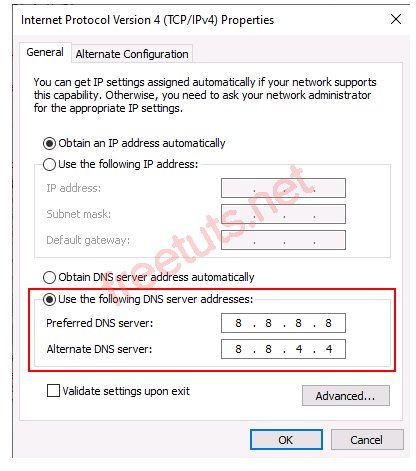 Internet Protocol Version 4 (TCP/IPv4) Properties
General
Alternate Configuration
You can get IP settings assigned automatically if your network supports
this capability. Otherwise, you need to ask your network administrator
for the appropriate IP settings.
Obtain an IP address automatically
Use the following IP address:
IP address: . . .
Subnet mask: . . .
Default gateway: . . .
Obtain DNS server address automatically
Use the following DNS server addresses:
Preferred DNS server: 8 . 8 . 8 . 8
Alternate DNS server: 8 . 8 . 4 . 4
Validate settings upon exit
Advanced...
OK
Cancel
freetuts.net